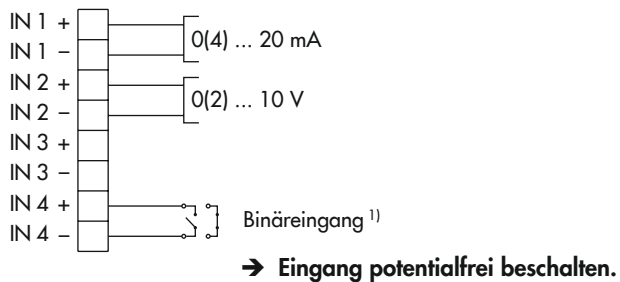 IN 1 +
0(4) ... 20 mA
IN 1 –
IN 2 +
0(2) ... 10 V
IN 2 –
IN 3 +
IN 3 –
IN 4 +
Binäreingang 1)
IN 4 –
➔ Eingang potentialfrei beschalten.